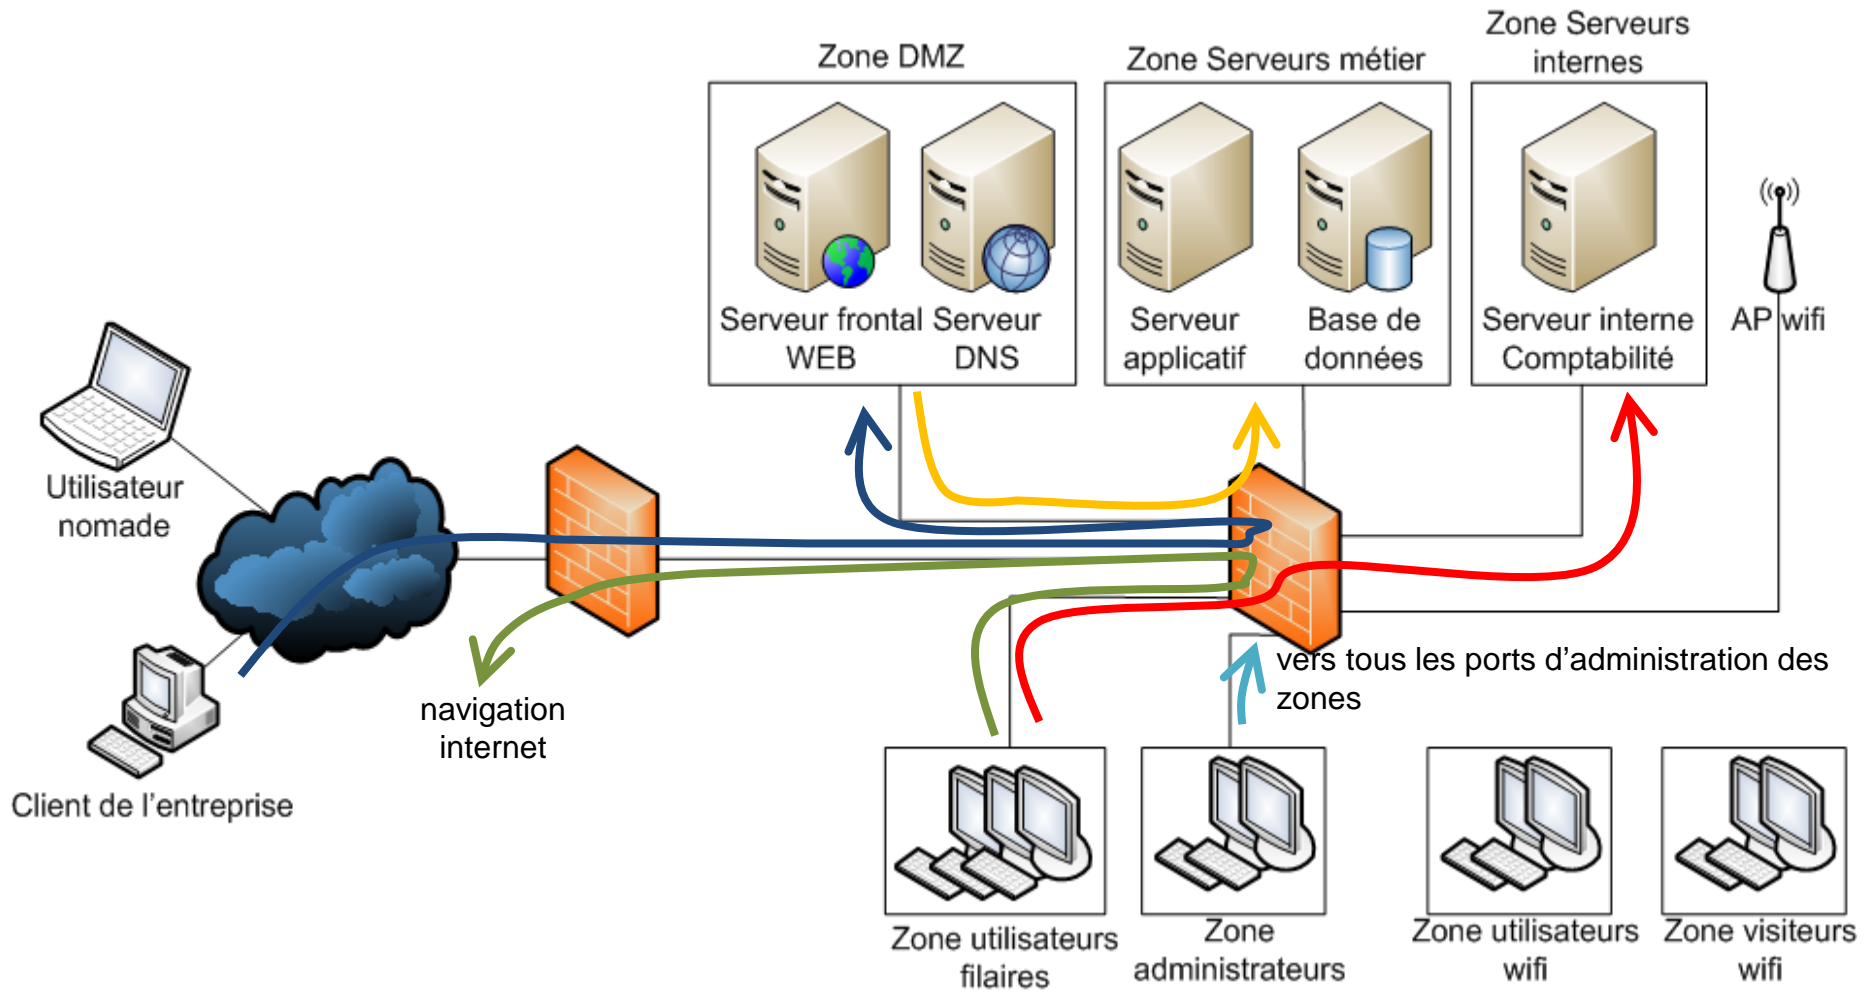 Zone DMZ
Zone Serveurs métier
Zone Serveurs
internes
Serveur frontal
WEB
Serveur
DNS
Serveur
applicatif
Base de
données
Serveur interne
Comptabilité
AP wifi
Utilisateur
nomade
Client de l'entreprise
navigation
internet
vers tous les ports d’administration des
zones
Zone utilisateurs
filaires
Zone
administrateurs
Zone utilisateurs
wifi
Zone visiteurs
wifi